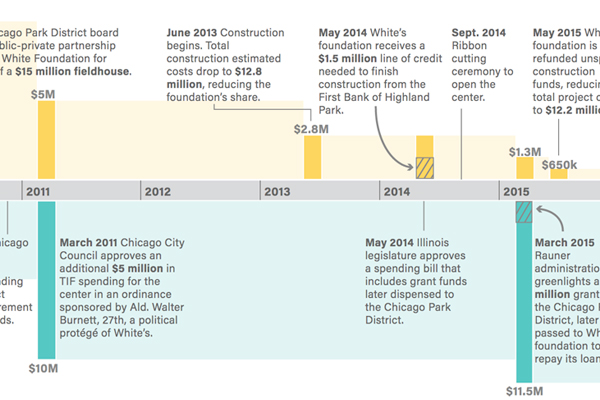 cago Park District board
blic-private partnership
White Foundation for
f a $15 million fieldhouse.
$5M
June 2013 Construction
begins. Total
construction estimated
costs drop to $12.8
million, reducing the
foundation's share.
$2.8M
May 2014 White's
foundation receives a
$1.5 million line of credit
needed to finish
construction from the
First Bank of Highland
Park.
Sept. 2014
Ribbon
cutting
ceremony to
open the
center.
May 2015 Wh
foundation is
refunded unsp
construction
funds, reducin
total project c
to $12.2 millio
$1.3M
$650k
2011
2012
2013
2014
2015
icago
ding
ct
irement
ds.
March 2011 Chicago City
Council approves an
additional $5 million in
TIF spending for the
center in an ordinance
sponsored by Ald. Walter
Burnett, 27th, a political
protégé of White's.
$10M
May 2014 Illinois
legislature approves
a spending bill that
includes grant funds
later dispensed to
the Chicago Park
District.
March 2015
Rauner
administratio
greenlights a
million grant
the Chicago
District, later
passed to Wh
foundation to
repay its loan
$11.5M